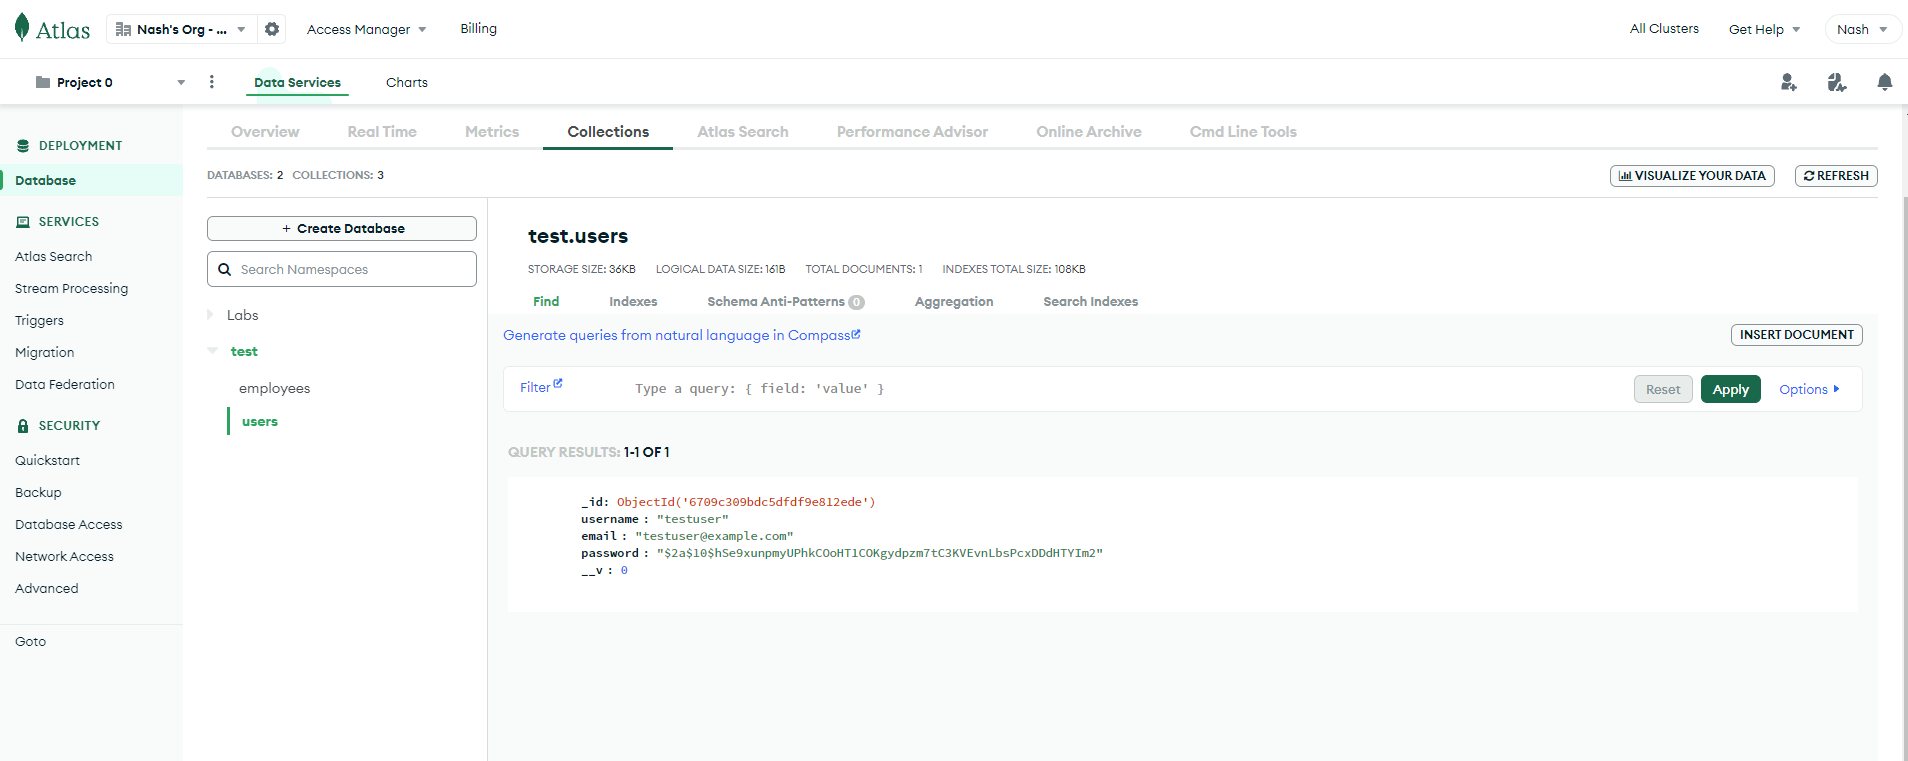 Atlas
Nash's Org - ...
Access Manager
Billing
All Clusters
Get Help
Nash
Project 0
Data Services
Charts
DEPLOYMENT
Database
SERVICES
Atlas Search
Stream Processing
Triggers
Migration
Data Federation
SECURITY
Quickstart
Backup
Database Access
Network Access
Advanced
Goto
Overview
Real Time
Metrics
Collections
Atlas Search
Performance Advisor
Online Archive
Cmd Line Tools
DATABASES: 2 COLLECTIONS: 3
VISUALIZE YOUR DATA
REFRESH
+ Create Database
Search Namespaces
Labs
test
employees
users
test.users
STORAGE SIZE: 36KB LOGICAL DATA SIZE: 161B TOTAL DOCUMENTS: 1 INDEXES TOTAL SIZE: 108KB
Find
Indexes
Schema Anti-Patterns 0
Aggregation
Search Indexes
Generate queries from natural language in Compass
INSERT DOCUMENT
Filter
Type a query: { field: 'value' }
Reset
Apply
Options
QUERY RESULTS: 1-1 OF 1
_id: ObjectId('6709c309bdc5dfdf9e812ede')
username : "testuser"
email : "testuser@example.com"
password : "$2a$10$hSe9xunpmyUPhkCOoHT1COKgydpzm7tC3KVEvnLbsPcxDDdHTYIm2"
__v : 0